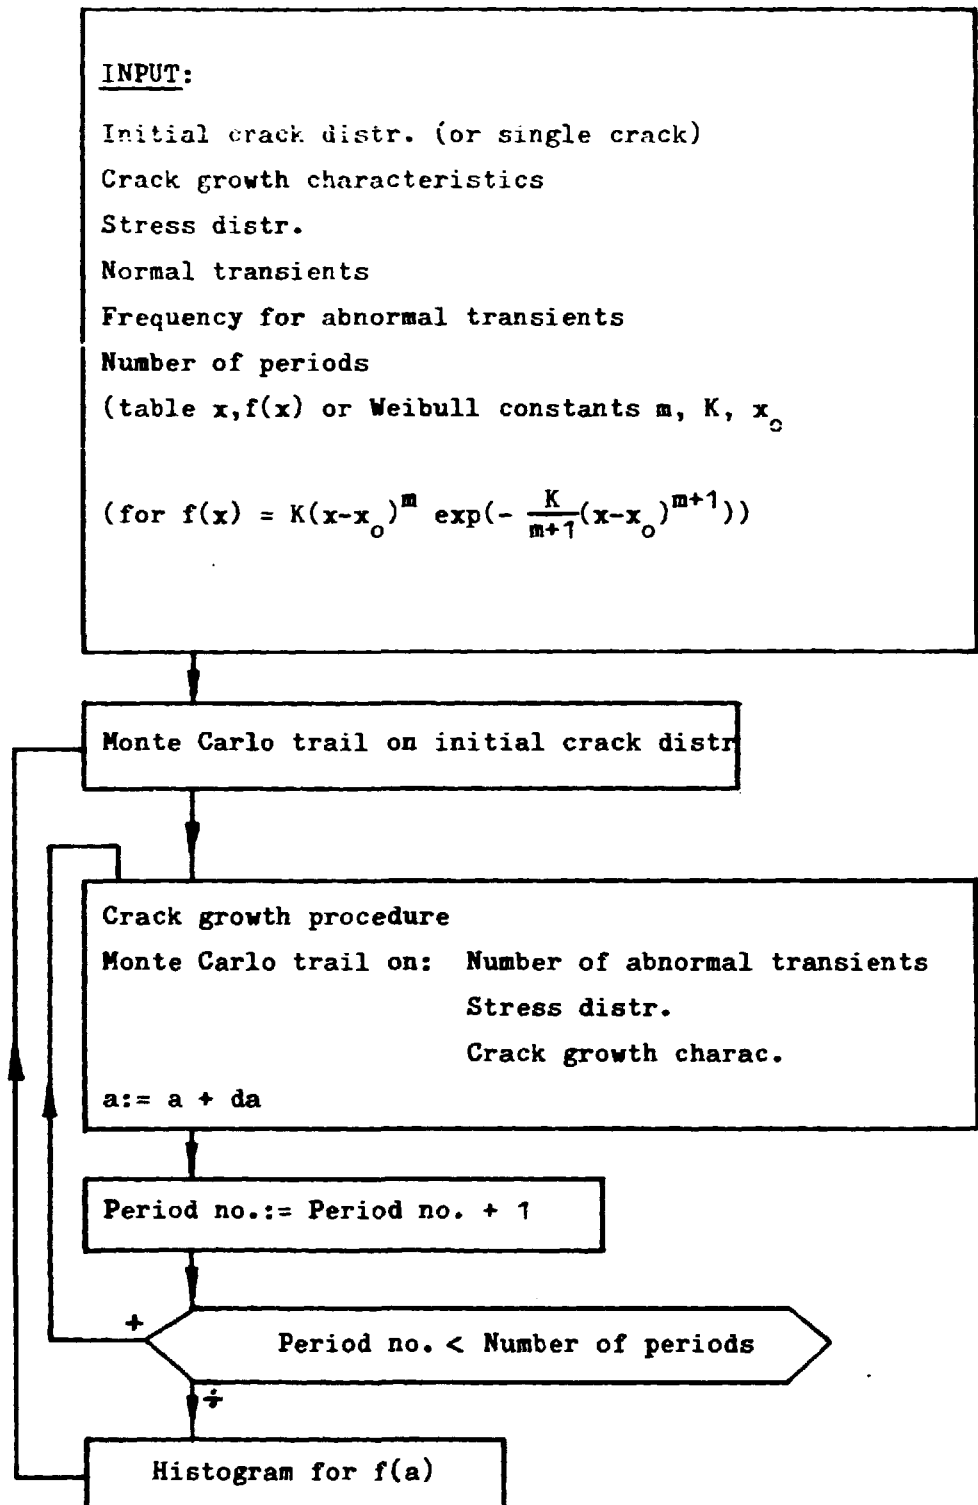 INPUT:
Initial crack distr. (or single crack)
Crack growth characteristics
Stress distr.
Normal transients
Frequency for abnormal transients
Number of periods
(table x,f(x) or Weibull constants m, K, x_o
(for f(x) = K(x-x_o)^m exp(- K/(m+1) (x-x_o)^(m+1)))
Monte Carlo trail on initial crack distr
Crack growth procedure
Monte Carlo trail on: Number of abnormal transients
Stress distr.
Crack growth charac.
a:= a + da
Period no.:= Period no. + 1
+
Period no. < Number of periods
÷
Histogram for f(a)